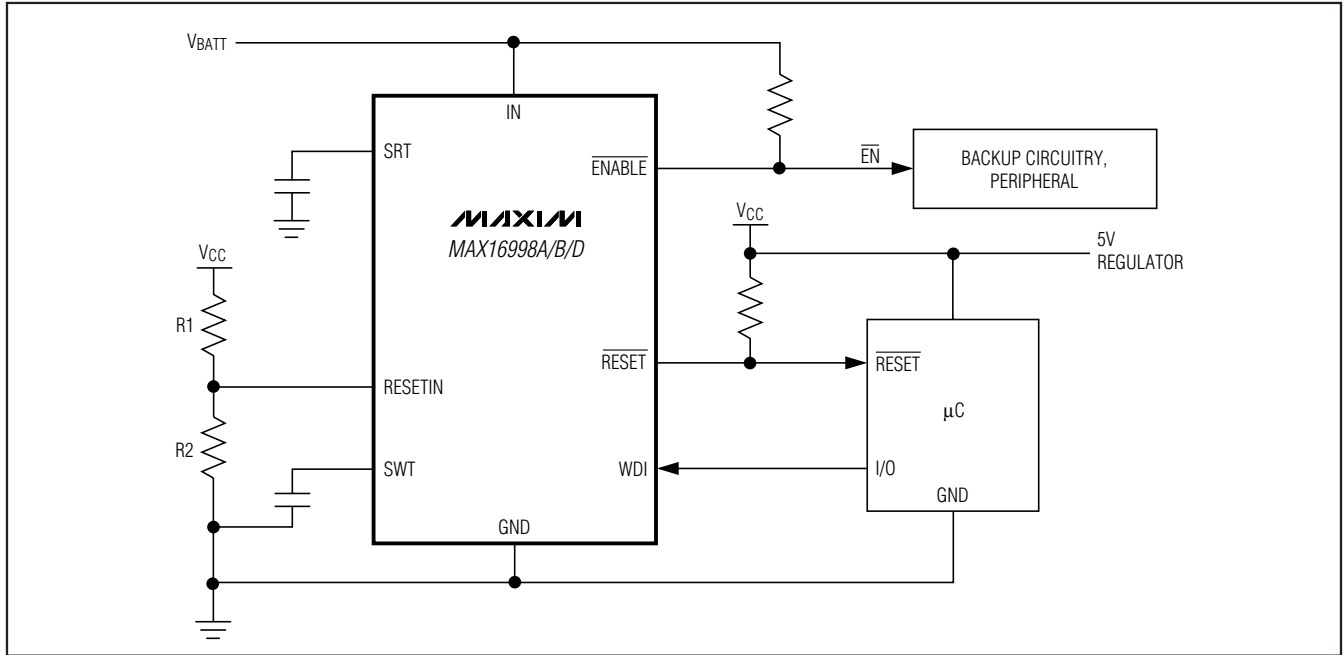 VBATT
IN
SRT
ENABLE
EN
BACKUP CIRCUITRY,
PERIPHERAL
MAXIM
MAX16998A/B/D
VCC
5V
REGULATOR
VCC
R1
RESET
RESET
RESETIN
μC
R2
SWT
WDI
I/O
GND
GND